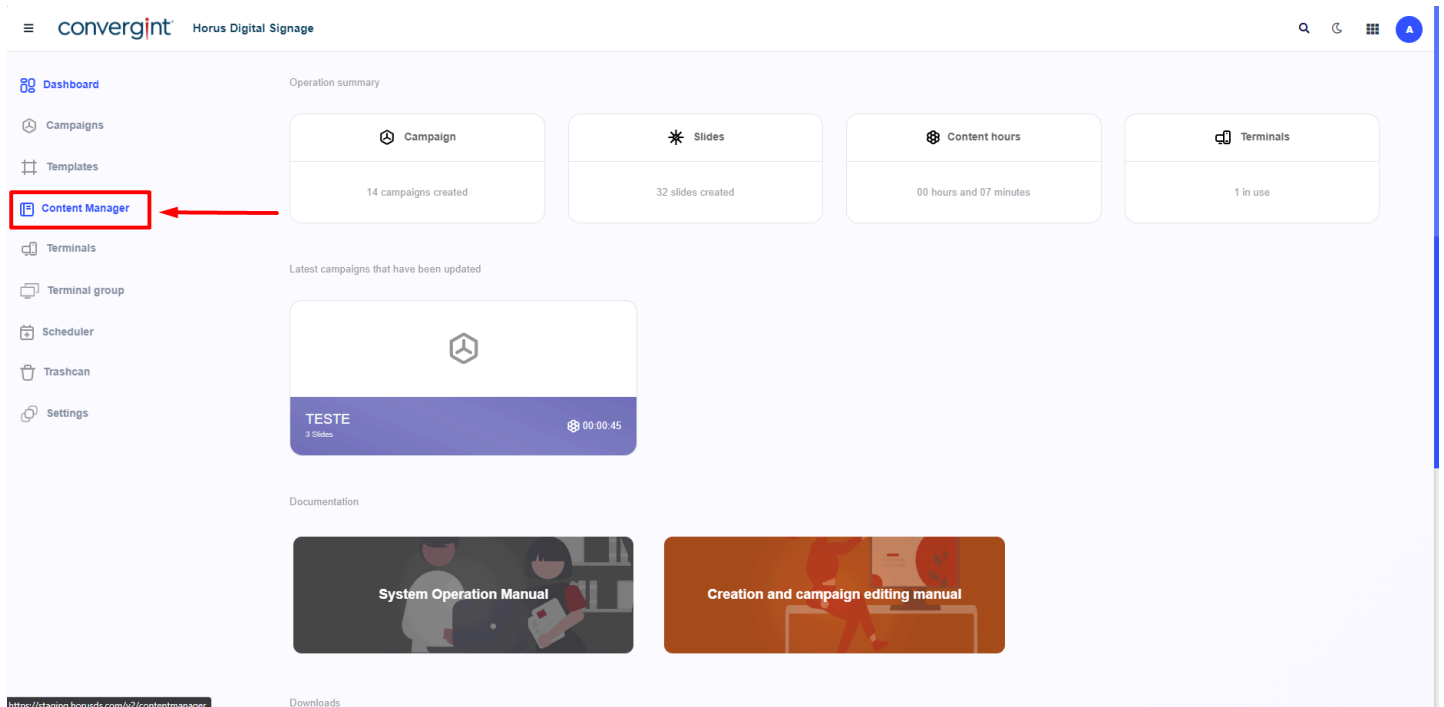 convergint Horus Digital Signage
A
Dashboard
Campaigns
Templates
Content Manager
Terminals
Terminal group
Scheduler
Trashcan
Settings
Operation summary
Campaign
14 campaigns created
Slides
32 slides created
Content hours
00 hours and 07 minutes
Terminals
1 in use
Latest campaigns that have been updated
TESTE
3 Slides
00:00:45
Documentation
System Operation Manual
Creation and campaign editing manual
Downloads
https://staging.horusds.com/v2/contentmanager